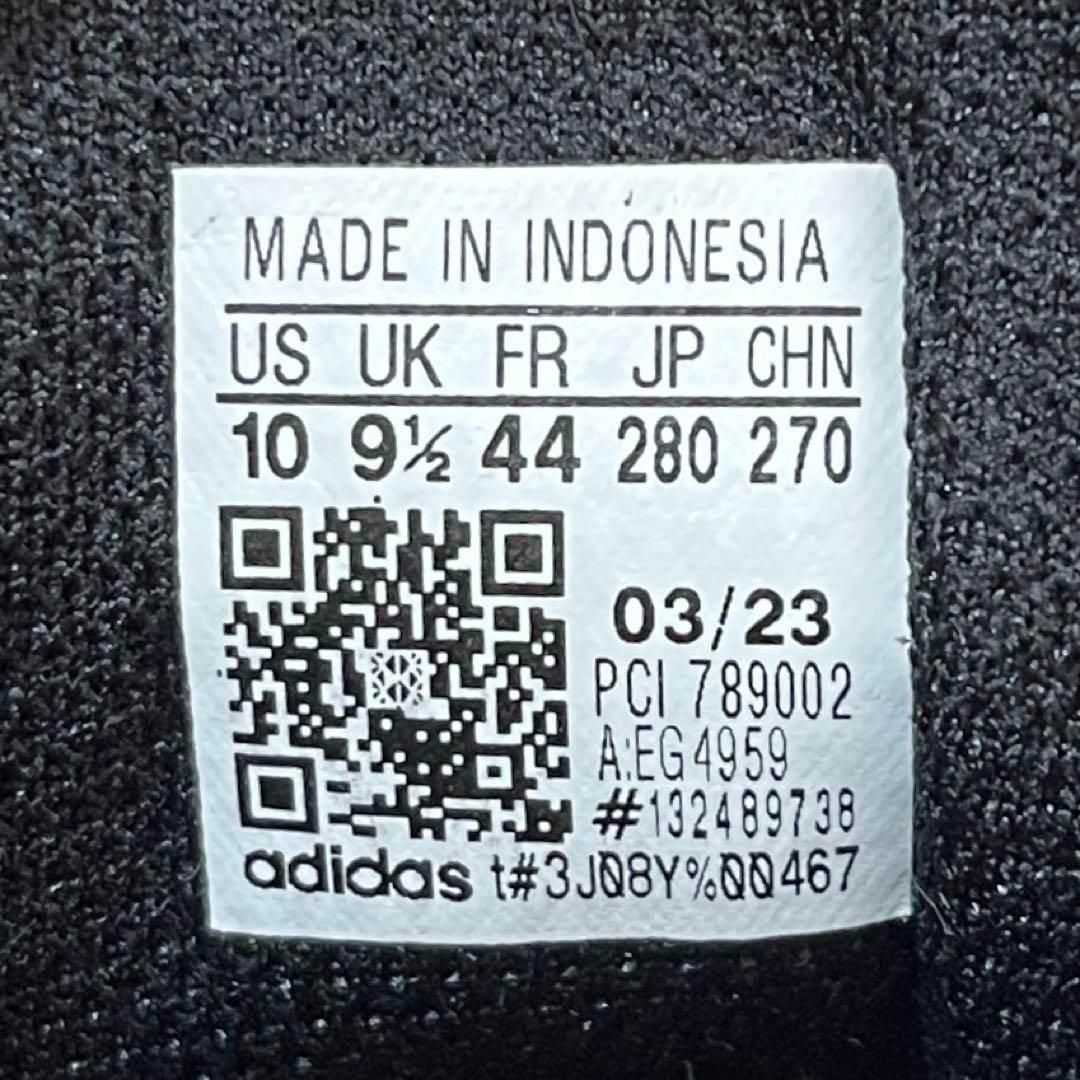 MADE IN INDONESIA
US UK FR JP CHN
10 9½ 44 280 270
03/23
PCI 789002
A:EG4959
#132489738
adidas t#3J08Y%00467